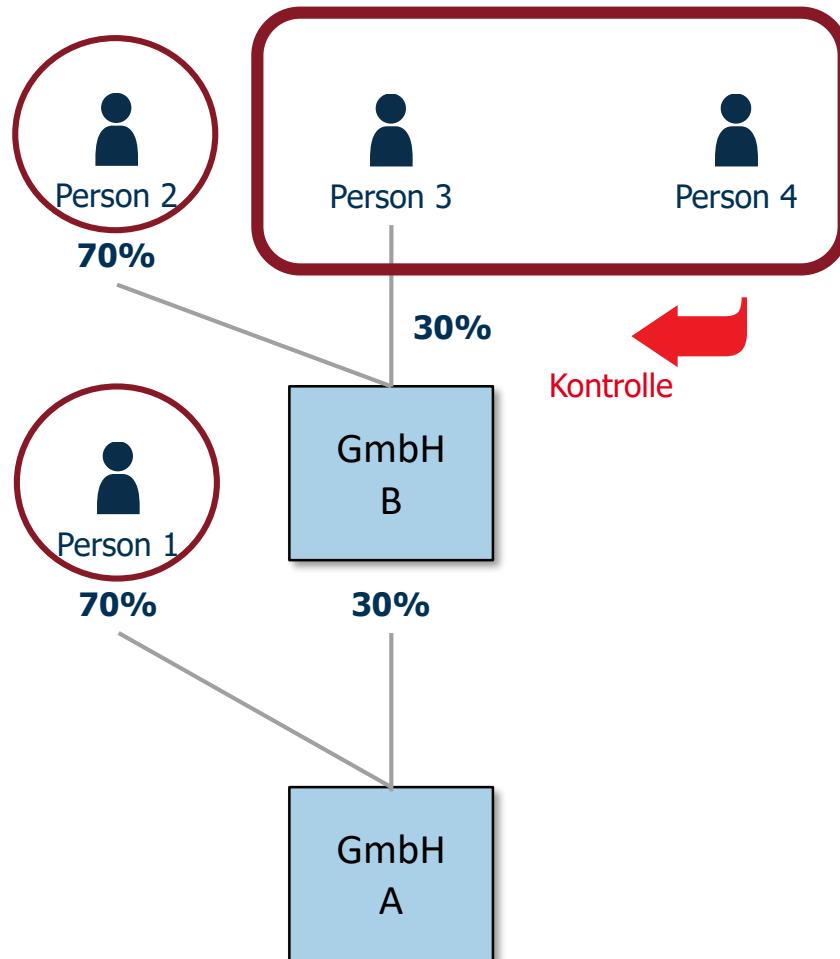 Person 2
Person 3
Person 4
70%
30%
Kontrolle
GmbH
B
Person 1
70%
30%
GmbH
A